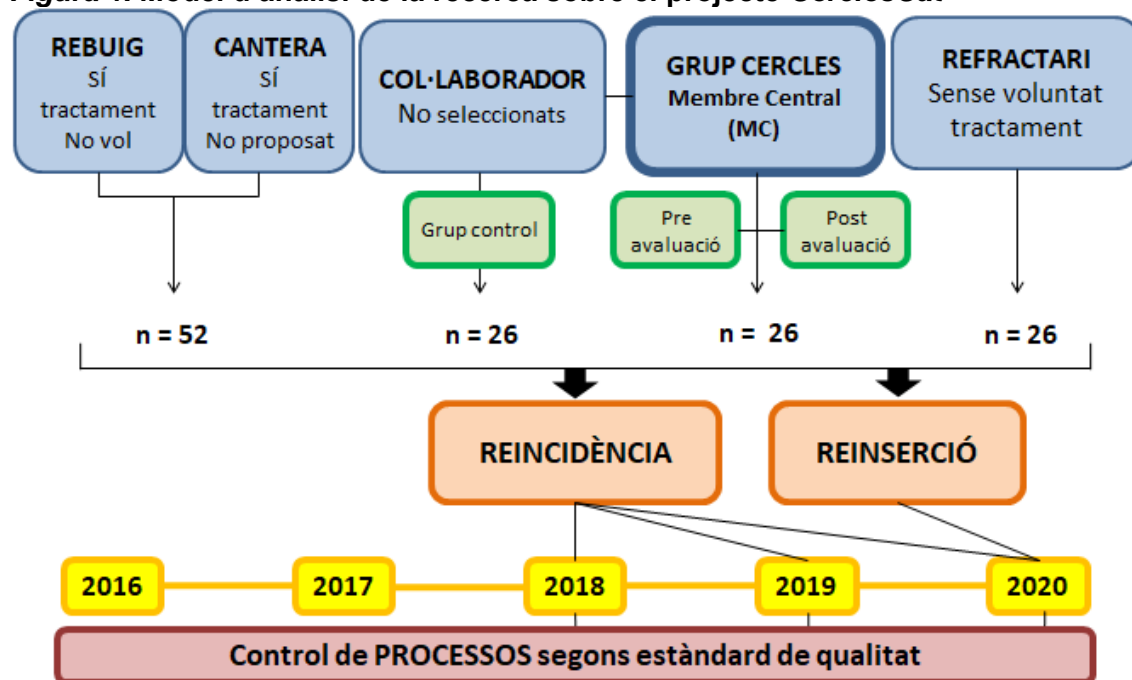 REBUIG
SÍ
tractament
No vol
CANTERA
SÍ
tractament
No proposat
COL·LABORADOR
No seleccionats
GRUP CERCLES
Membre Central
(MC)
REFRACTARI
Sense voluntat
tractament
Grup control
Pre
avaluació
Post
avaluació
n = 52
n = 26
n = 26
n = 26
REINCIDÈNCIA
REINSERCIÓ
2016
2017
2018
2019
2020
Control de PROCESSOS segons estàndard de qualitat